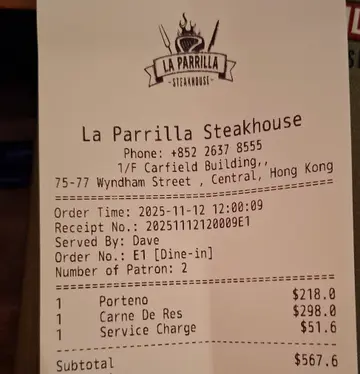 LA PARRILLA
-STEAKHOUSE-
La Parrilla Steakhouse
Phone: +852 2637 8555
1/F Carfield Building,,
75-77 Wyndham Street , Central, Hong Kong
Order Time: 2025-11-12 12:00:09
Receipt No.: 20251112120009E1
Served By: Dave
Order No.: E1 [Dine-in]
Number of Patron: 2
1 Porteno $218.0
1 Carne De Res $298.0
1 Service Charge $51.6
Subtotal $567.6